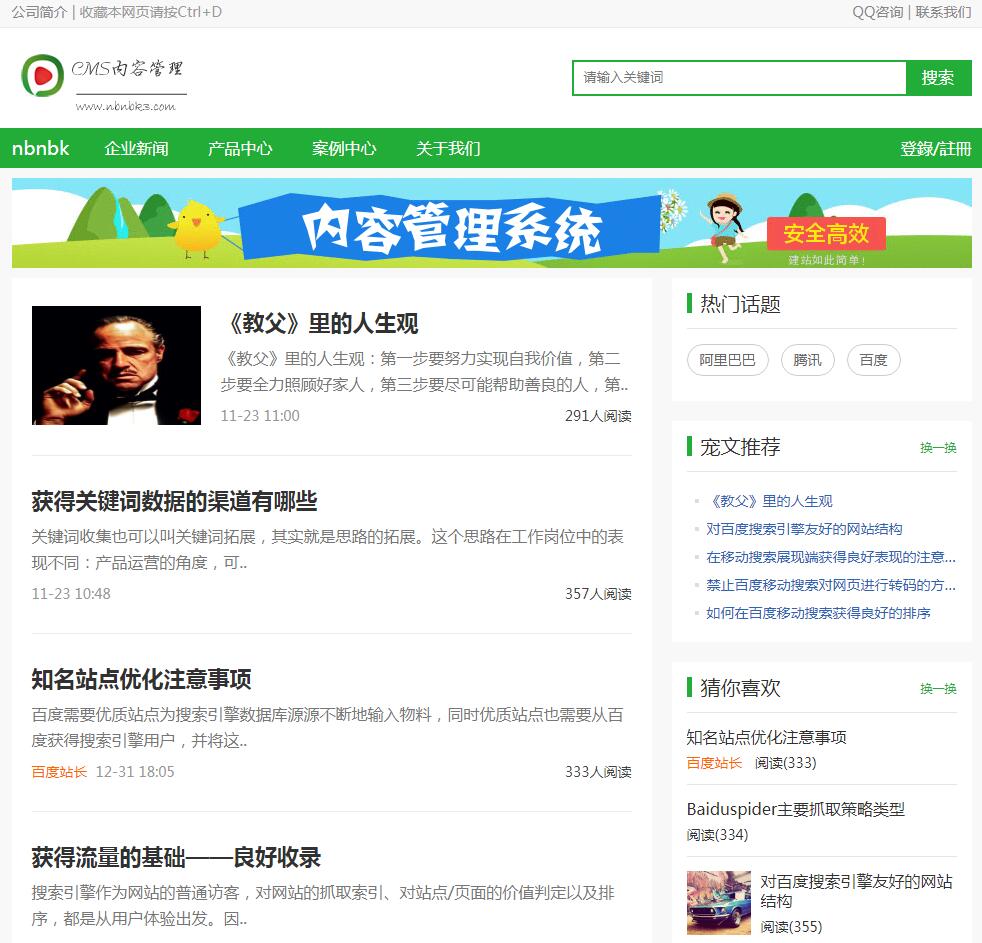 公司简介 | 收藏本网页请按Ctrl+D
QQ咨询 | 联系我们
CMS内容管理
www.nbnbk3.com
请输入关键词
搜索
nbnbk 企业新闻 产品中心 案例中心 关于我们 登錄/註冊
内容管理系统
安全高效
建站如此简单!
《教父》里的人生观
《教父》里的人生观：第一步要努力实现自我价值，第二
步要全力照顾好家人，第三步要尽可能帮助善良的人，第..
11-23 11:00 291人阅读
获得关键词数据的渠道有哪些
关键词收集也可以叫关键词拓展，其实就是思路的拓展。这个思路在工作岗位中的表
现不同：产品运营的角度，可..
11-23 10:48 357人阅读
知名站点优化注意事项
百度需要优质站点为搜索引擎数据库源源不断地输入物料，同时优质站点也需要从百
度获得搜索引擎用户，并将这..
百度站长 12-31 18:05 333人阅读
获得流量的基础——良好收录
搜索引擎作为网站的普通访客，对网站的抓取索引、对站点/页面的价值判定以及排
序，都是从用户体验出发。因..
热门话题
阿里巴巴 腾讯 百度
宠文推荐 换一换
《教父》里的人生观
对百度搜索引擎友好的网站结构
在移动搜索展现端获得良好表现的注意...
禁止百度移动搜索对网页进行转码的方...
如何在百度移动搜索获得良好的排序
猜你喜欢 换一换
知名站点优化注意事项
百度站长 阅读(333)
Baiduspider主要抓取策略类型
阅读(334)
对百度搜索引擎友好的网站
结构
阅读(355)